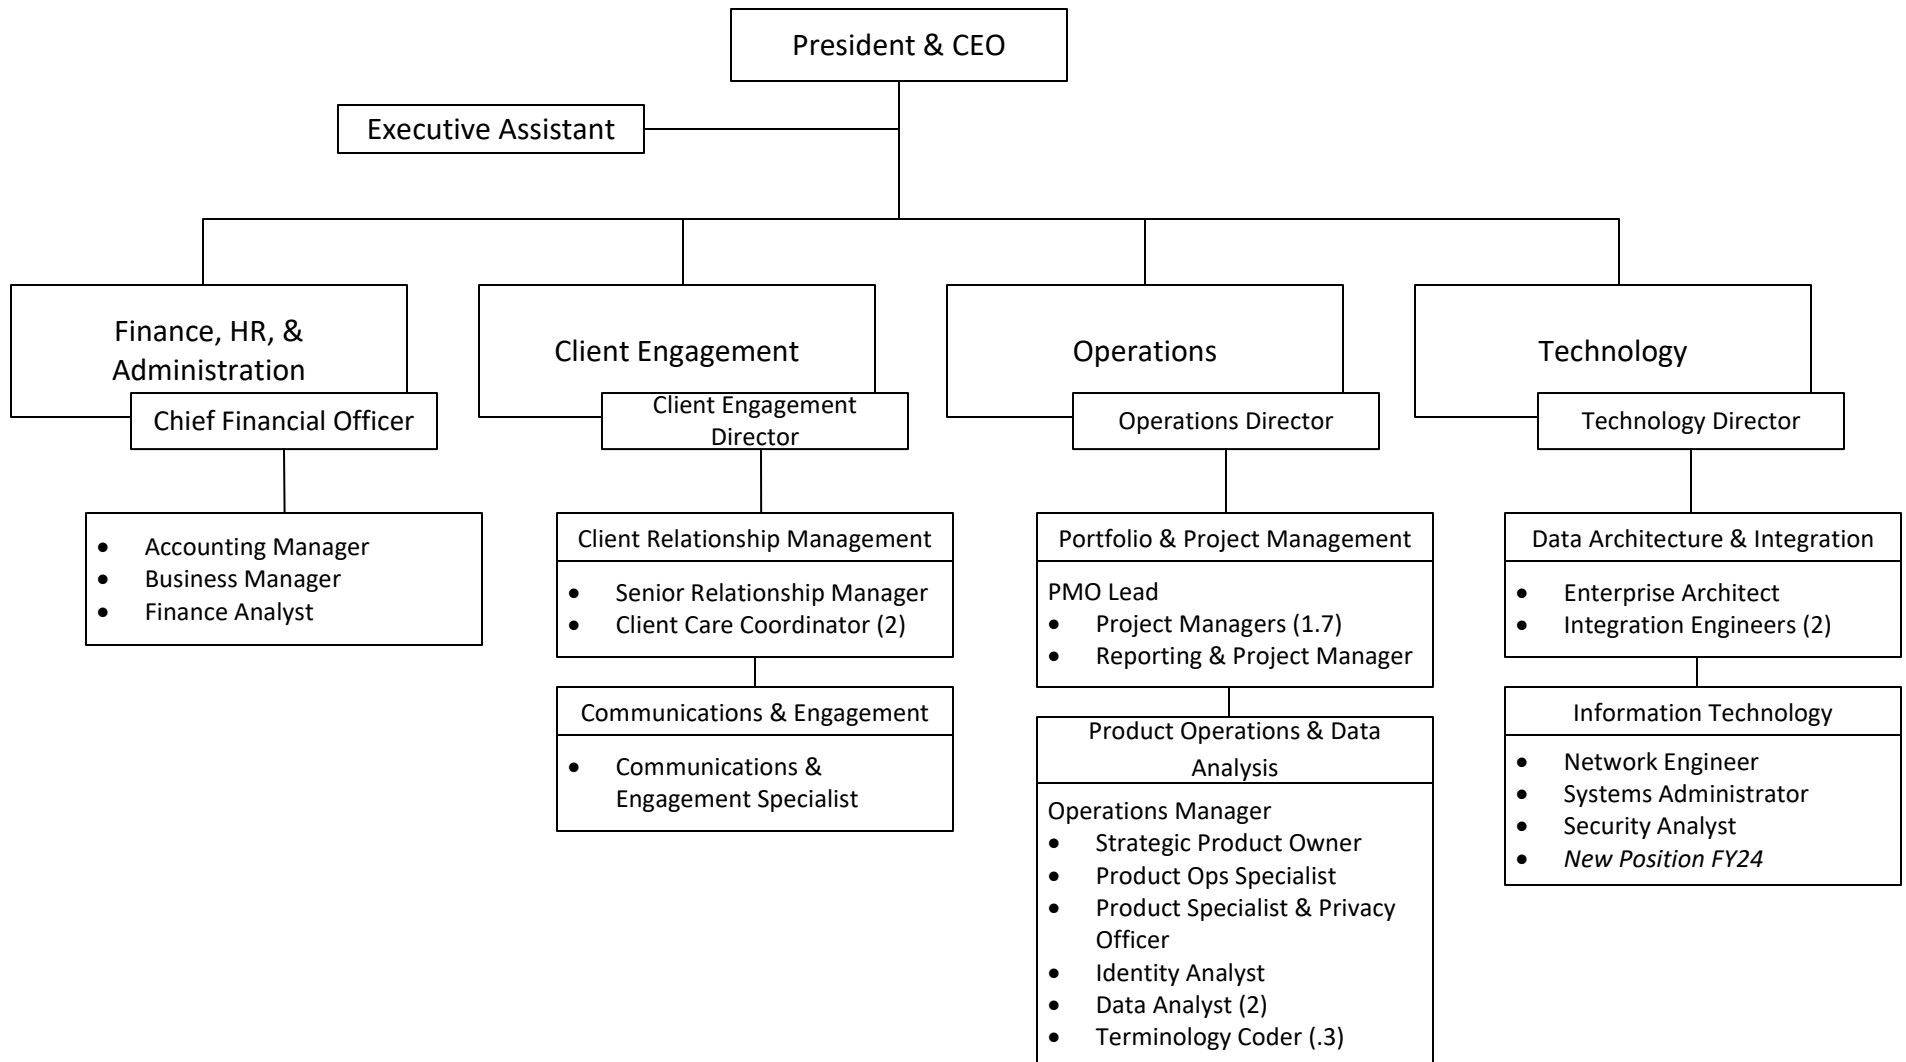 President & CEO
Executive Assistant
Finance, HR, &
Administration
Chief Financial Officer
• Accounting Manager
• Business Manager
• Finance Analyst
Client Engagement
Client Engagement
Director
Client Relationship Management
• Senior Relationship Manager
• Client Care Coordinator (2)
Communications & Engagement
• Communications &
Engagement Specialist
Operations
Operations Director
Portfolio & Project Management
PMO Lead
• Project Managers (1.7)
• Reporting & Project Manager
Product Operations & Data
Analysis
Operations Manager
• Strategic Product Owner
• Product Ops Specialist
• Product Specialist & Privacy
Officer
• Identity Analyst
• Data Analyst (2)
• Terminology Coder (.3)
Technology
Technology Director
Data Architecture & Integration
• Enterprise Architect
• Integration Engineers (2)
Information Technology
• Network Engineer
• Systems Administrator
• Security Analyst
• New Position FY24